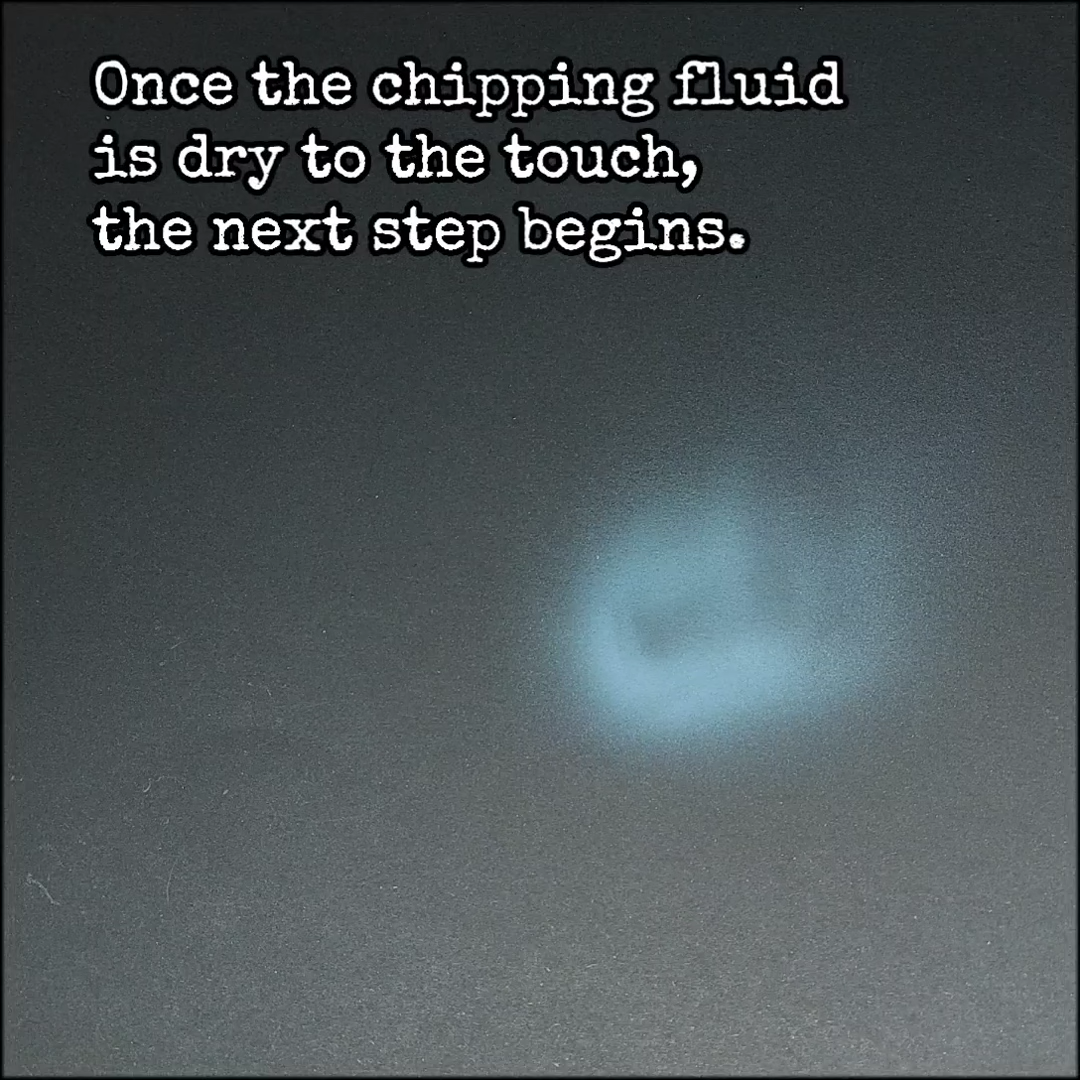 Once the chipping fluid
is dry to the touch,
the next step begins.